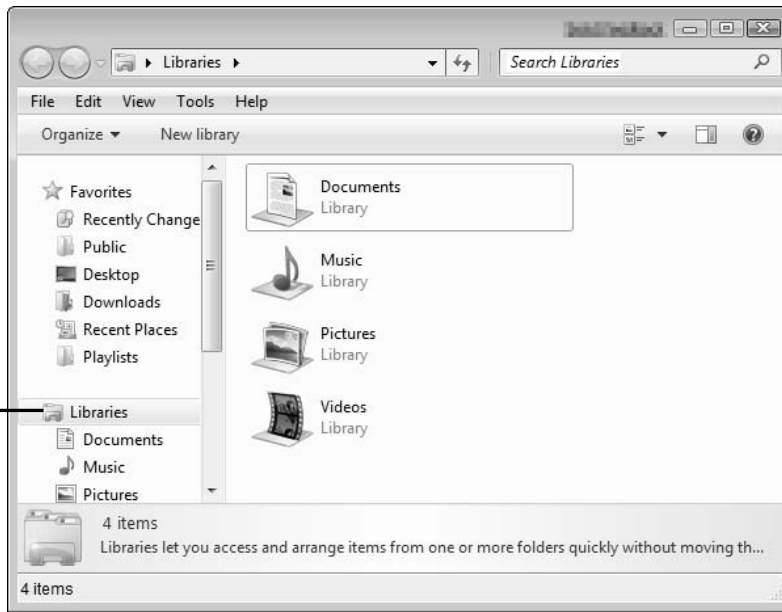 Libraries
Search Libraries
File Edit View Tools Help
Organize New library
Favorites
Recently Change
Public
Desktop
Downloads
Recent Places
Playlists
Libraries
Documents
Music
Pictures
Documents
Library
Music
Library
Pictures
Library
Videos
Library
4 items
Libraries let you access and arrange items from one or more folders quickly without moving th...
4 items